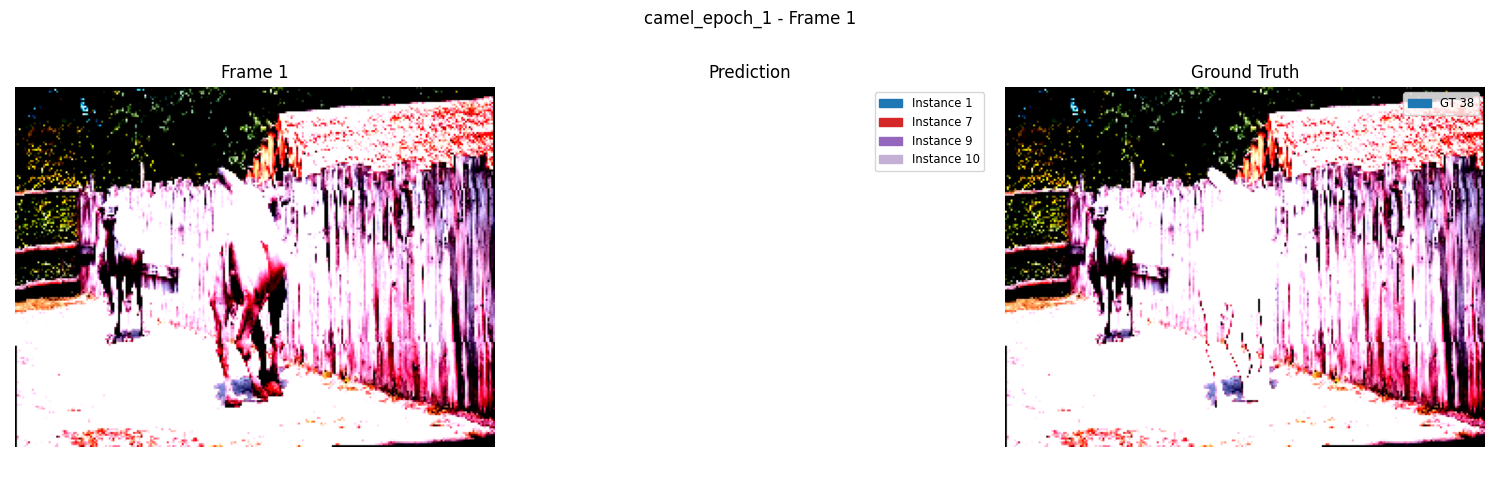 camel_epoch_1 - Frame 1
Frame 1
Prediction
Ground Truth
Instance 1
Instance 7
Instance 9
Instance 10
GT 38